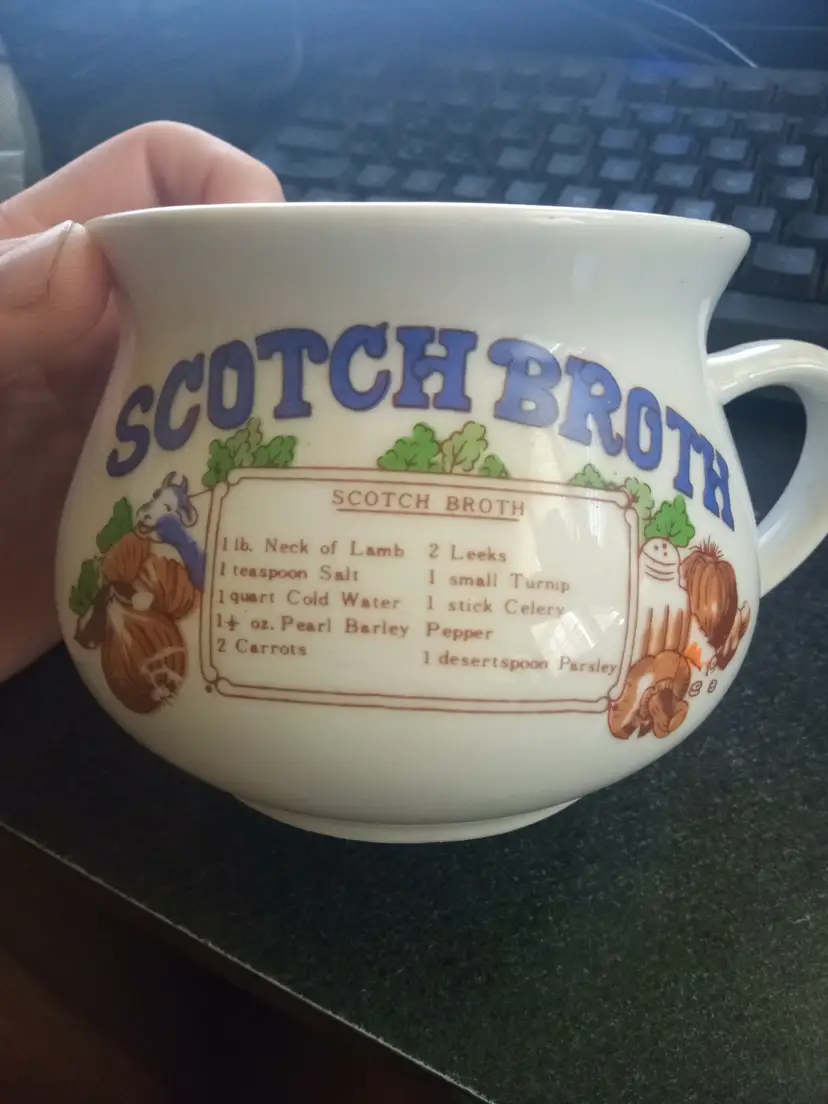 SCOTCH BROTH
SCOTCH BROTH
1 lb. Neck of Lamb
1 teaspoon Salt
1 quart Cold Water
1½ oz. Pearl Barley
2 Carrots
2 Leeks
1 small Turnip
1 stick Celery
Pepper
1 desertspoon Parsley